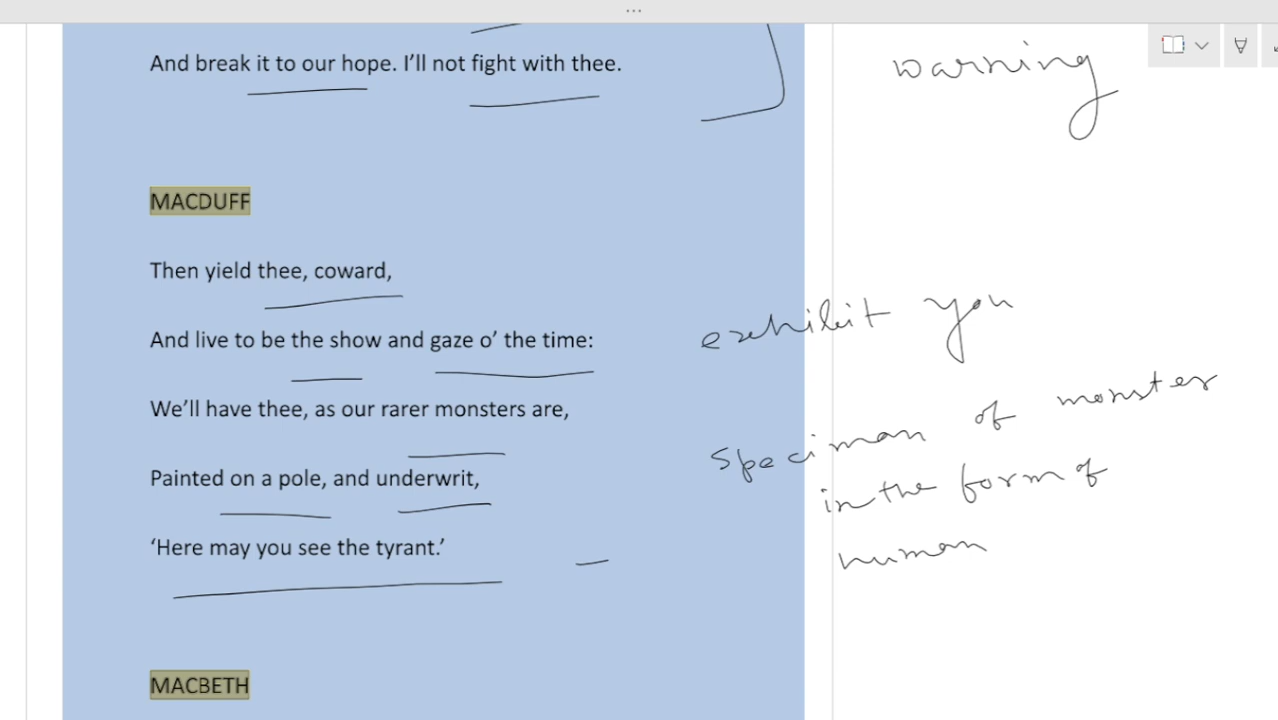 And break it to our hope. I’ll not fight with thee.
warning
MACDUFF
Then yield thee, coward,
And live to be the show and gaze o’ the time:
exhibit you
We’ll have thee, as our rarer monsters are,
speciman of monster
Painted on a pole, and underwrit,
in the form of
‘Here may you see the tyrant.’
human
MACBETH